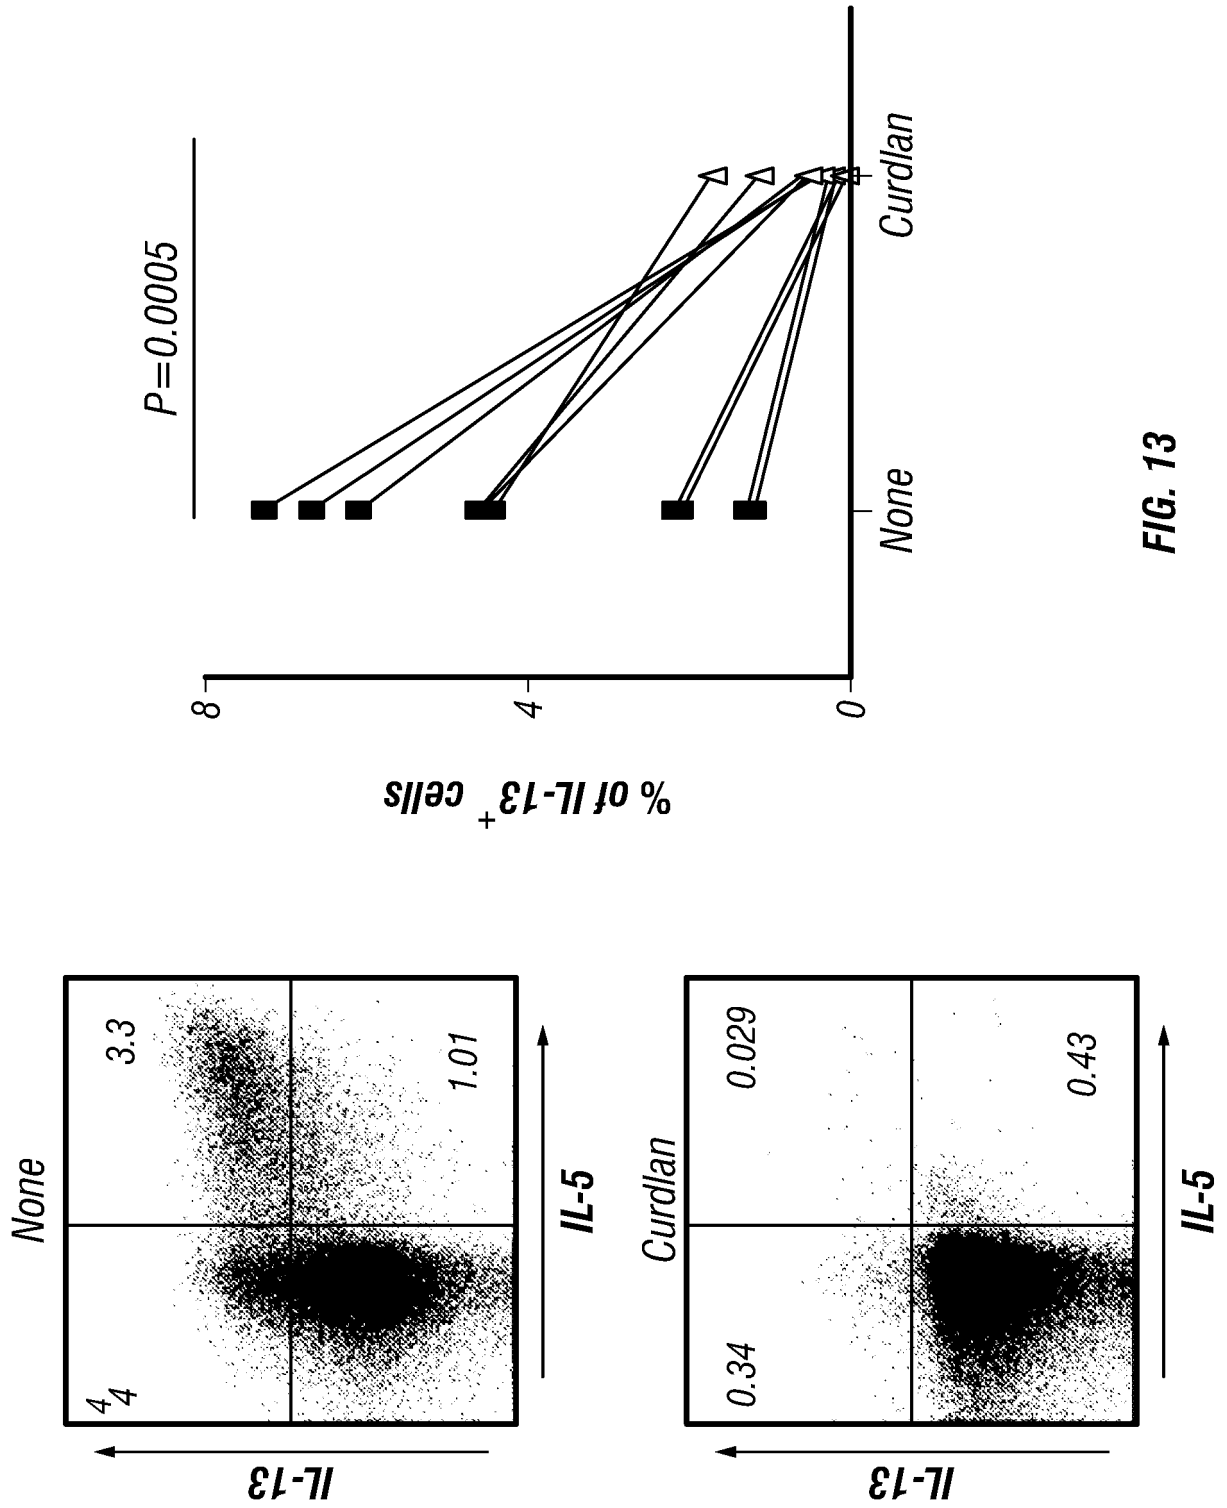 None
4
4
3.3
1.01
IL-13
IL-5
Curdlan
0.34
0.029
0.43
IL-13
IL-5
P=0.0005
% of IL-13+ cells
8
4
0
None
Curdlan
FIG. 13